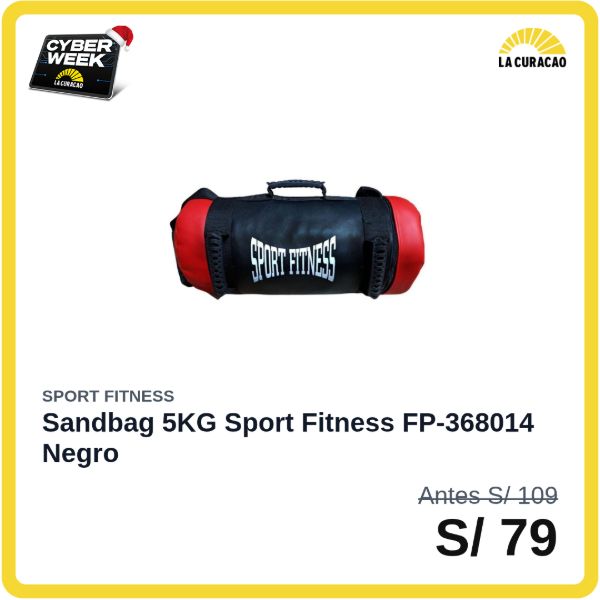 CYBER
WEEK
LA CURACAO
LA CURACAO
SPORT FITNESS
SPORT FITNESS
Sandbag 5KG Sport Fitness FP-368014
Negro
Antes S/ 109
S/ 79